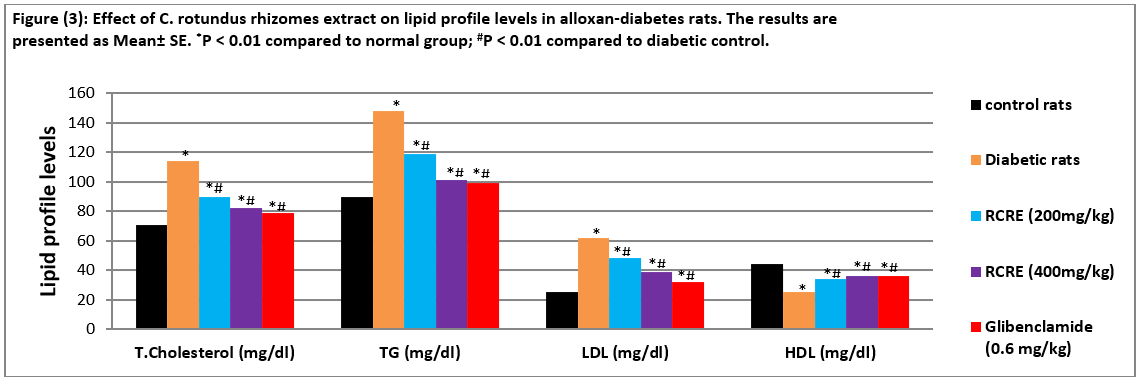 Figure (3): Effect of C. rotundus rhizomes extract on lipid profile levels in alloxan-diabetes rats. The results are
presented as Mean± SE. *P < 0.01 compared to normal group; #P < 0.01 compared to diabetic control.
Lipid profile levels
160
140
120
100
80
60
40
20
0
*
*#
*#
*#
*
*#
*#
*#
*
*#
*#
*#
*
*#
*#
*#
T.Cholesterol (mg/dl)
TG (mg/dl)
LDL (mg/dl)
HDL (mg/dl)
control rats
Diabetic rats
RCRE (200mg/kg)
RCRE (400mg/kg)
Glibenclamide
(0.6 mg/kg)